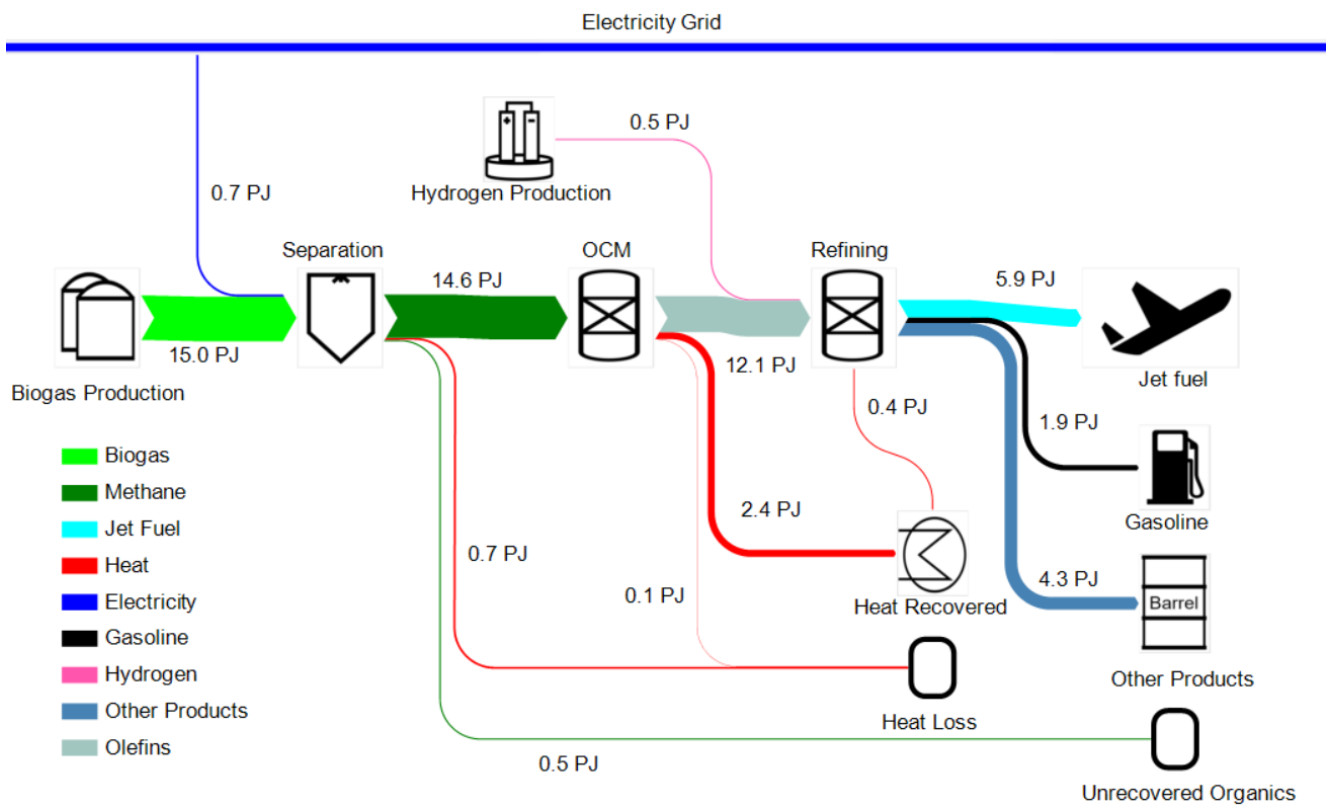 Electricity Grid
0.5 PJ
0.7 PJ
Hydrogen Production
Separation
OCM
Refining
14.6 PJ
5.9 PJ
15.0 PJ
12.1 PJ
Jet fuel
Biogas Production
0.4 PJ
1.9 PJ
Biogas
Methane
Jet Fuel
Heat
Electricity
Gasoline
Hydrogen
Other Products
Olefins
2.4 PJ
Gasoline
0.7 PJ
0.1 PJ
Heat Recovered
4.3 PJ
Barrel
Other Products
Heat Loss
0.5 PJ
Unrecovered Organics